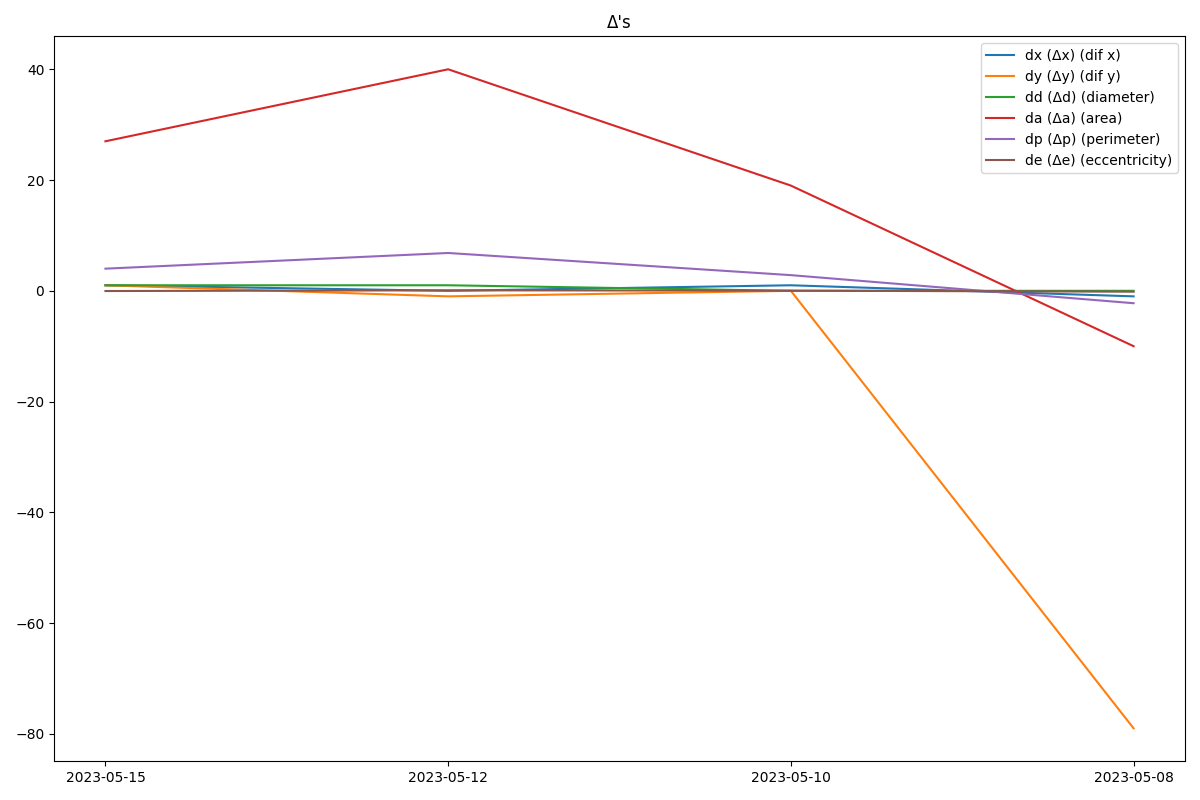 Δ's
dx (Δx) (dif x)
dy (Δy) (dif y)
dd (Δd) (diameter)
da (Δa) (area)
dp (Δp) (perimeter)
de (Δe) (eccentricity)
40
20
0
−20
−40
−60
−80
2023-05-15 2023-05-12 2023-05-10 2023-05-08